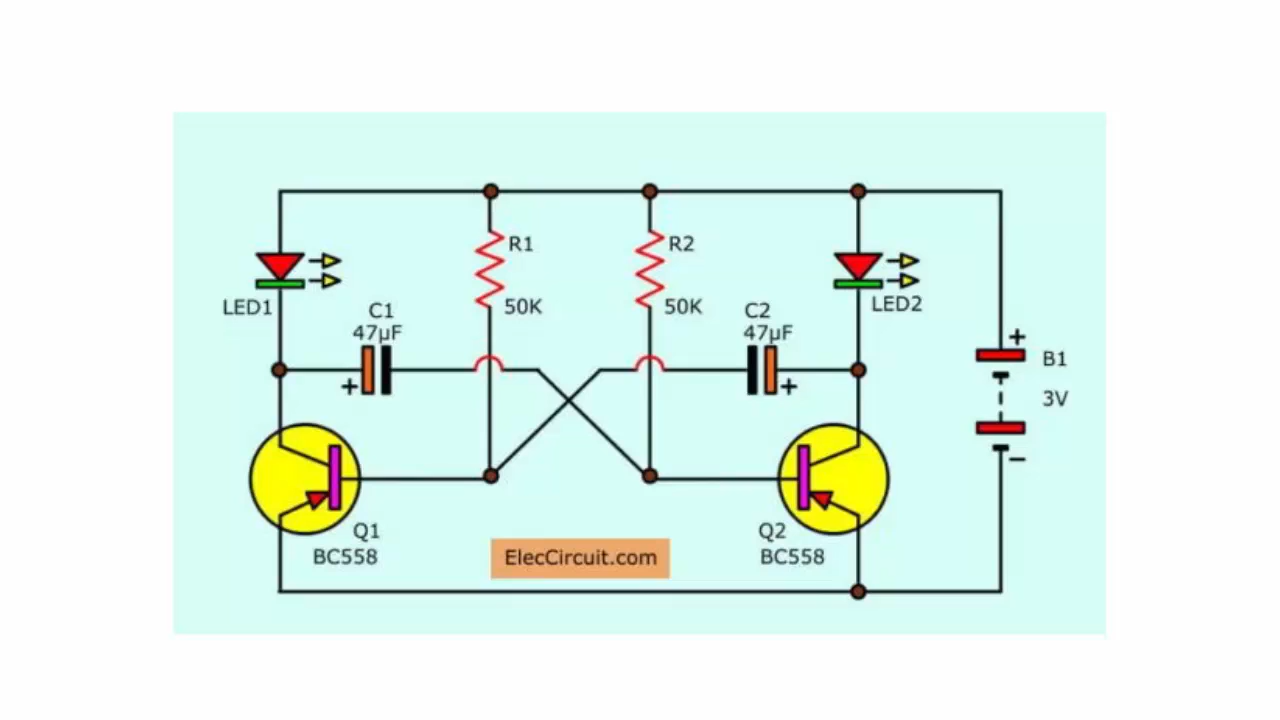 R1
R2
LED1
50K
50K
LED2
C1
47µF
C2
47µF
+
+
+
B1
3V
–
Q1
BC558
Q2
BC558
ElecCircuit.com